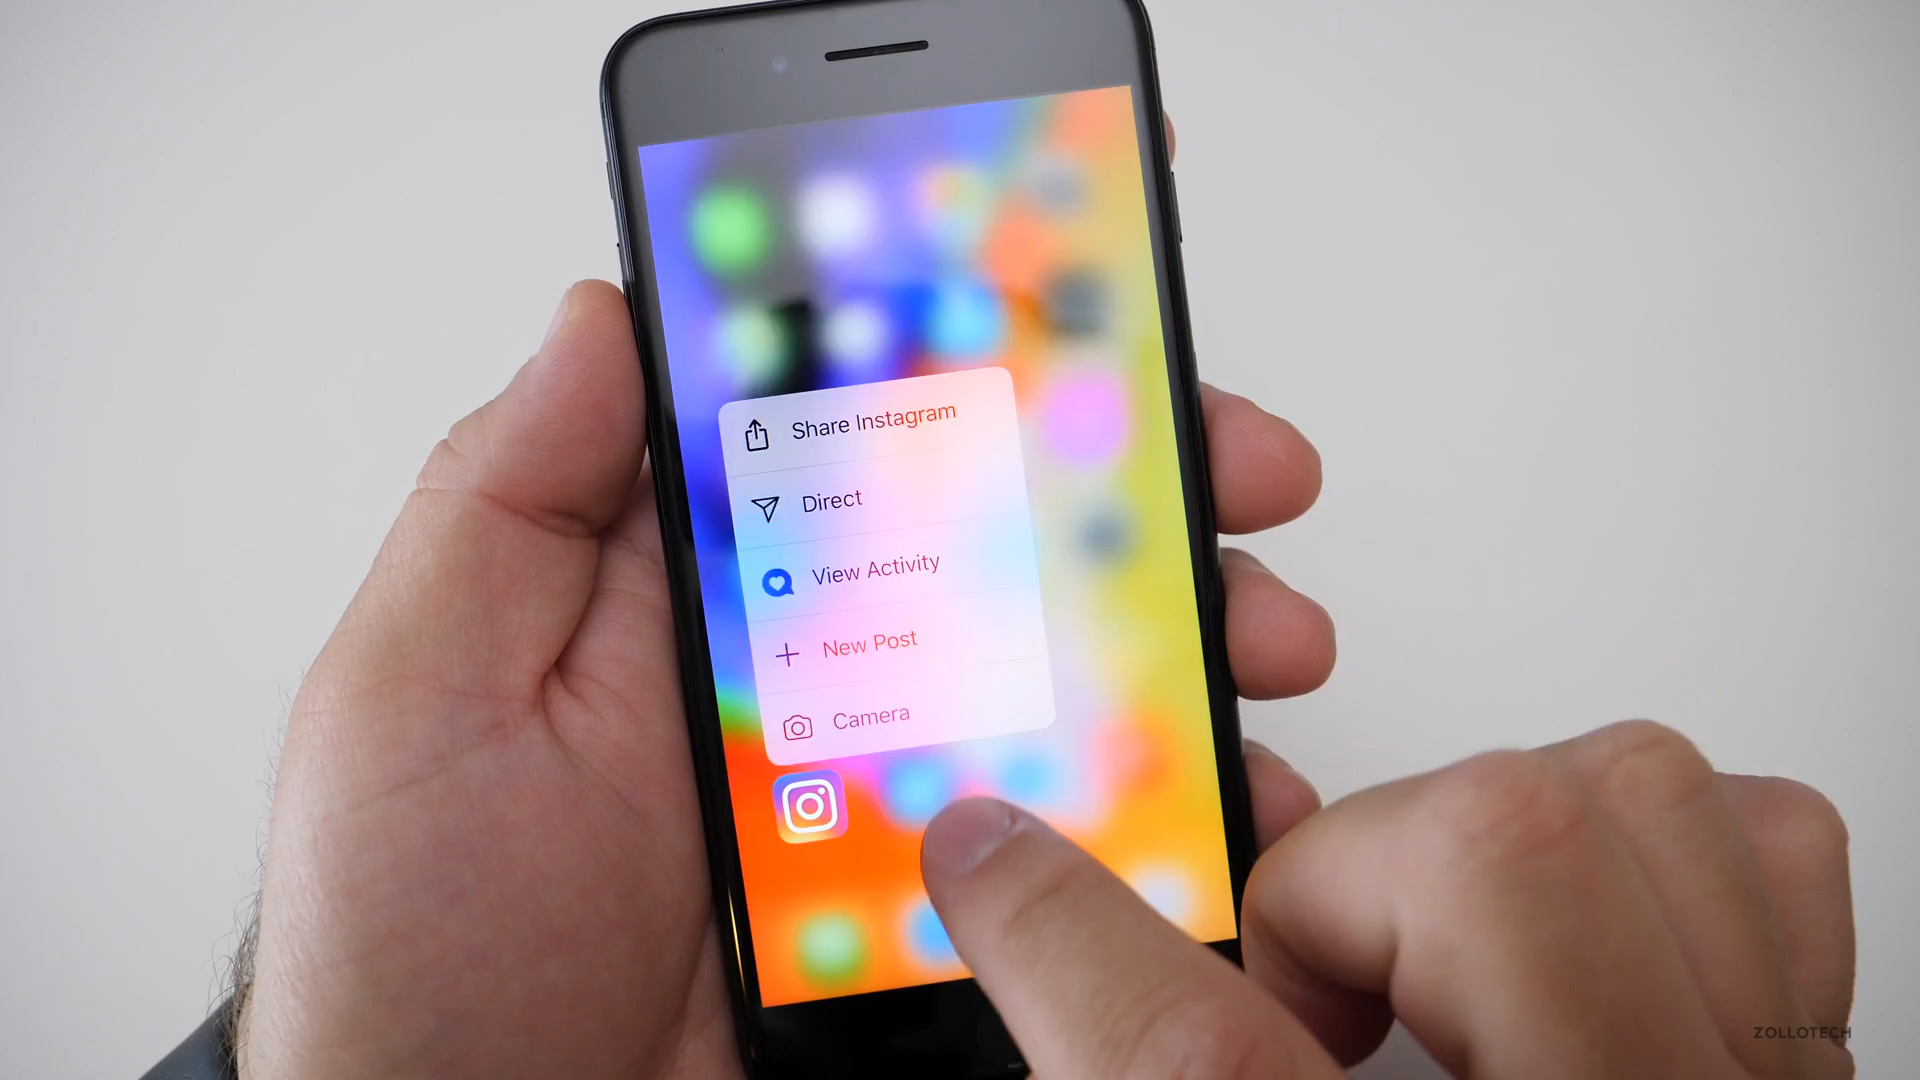 Share Instagram
Direct
View Activity
New Post
Camera
ZOLLOTECH